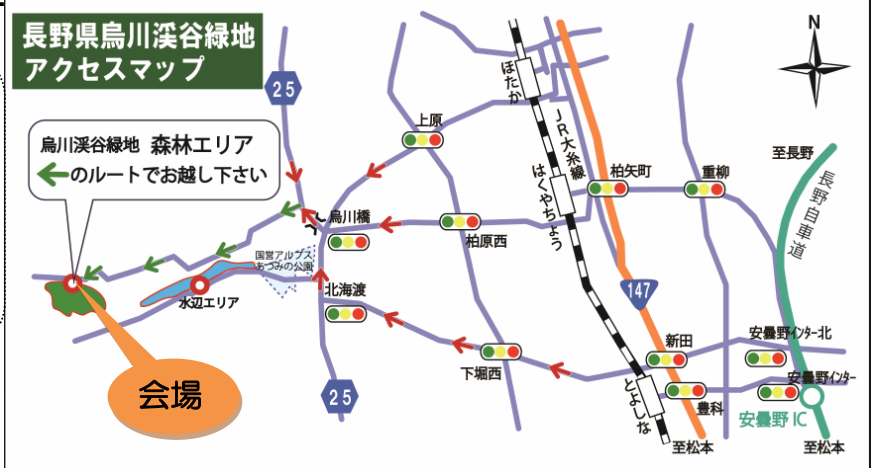 長野県烏川渓谷緑地
アクセスマップ
烏川渓谷緑地 森林エリア
のルートでお越し下さい
25
上原
ほたか
JR大糸線
はくやちょう
柏矢町
重柳
N
至長野
長野自車道
烏川橋
柏原西
国営アルプス
あづみの公園
水辺エリア
北海渡
147
新田
安曇野インター北
下堀西
安曇野インター
会場
25
とよしな
豊科
安曇野IC
至松本
至松本